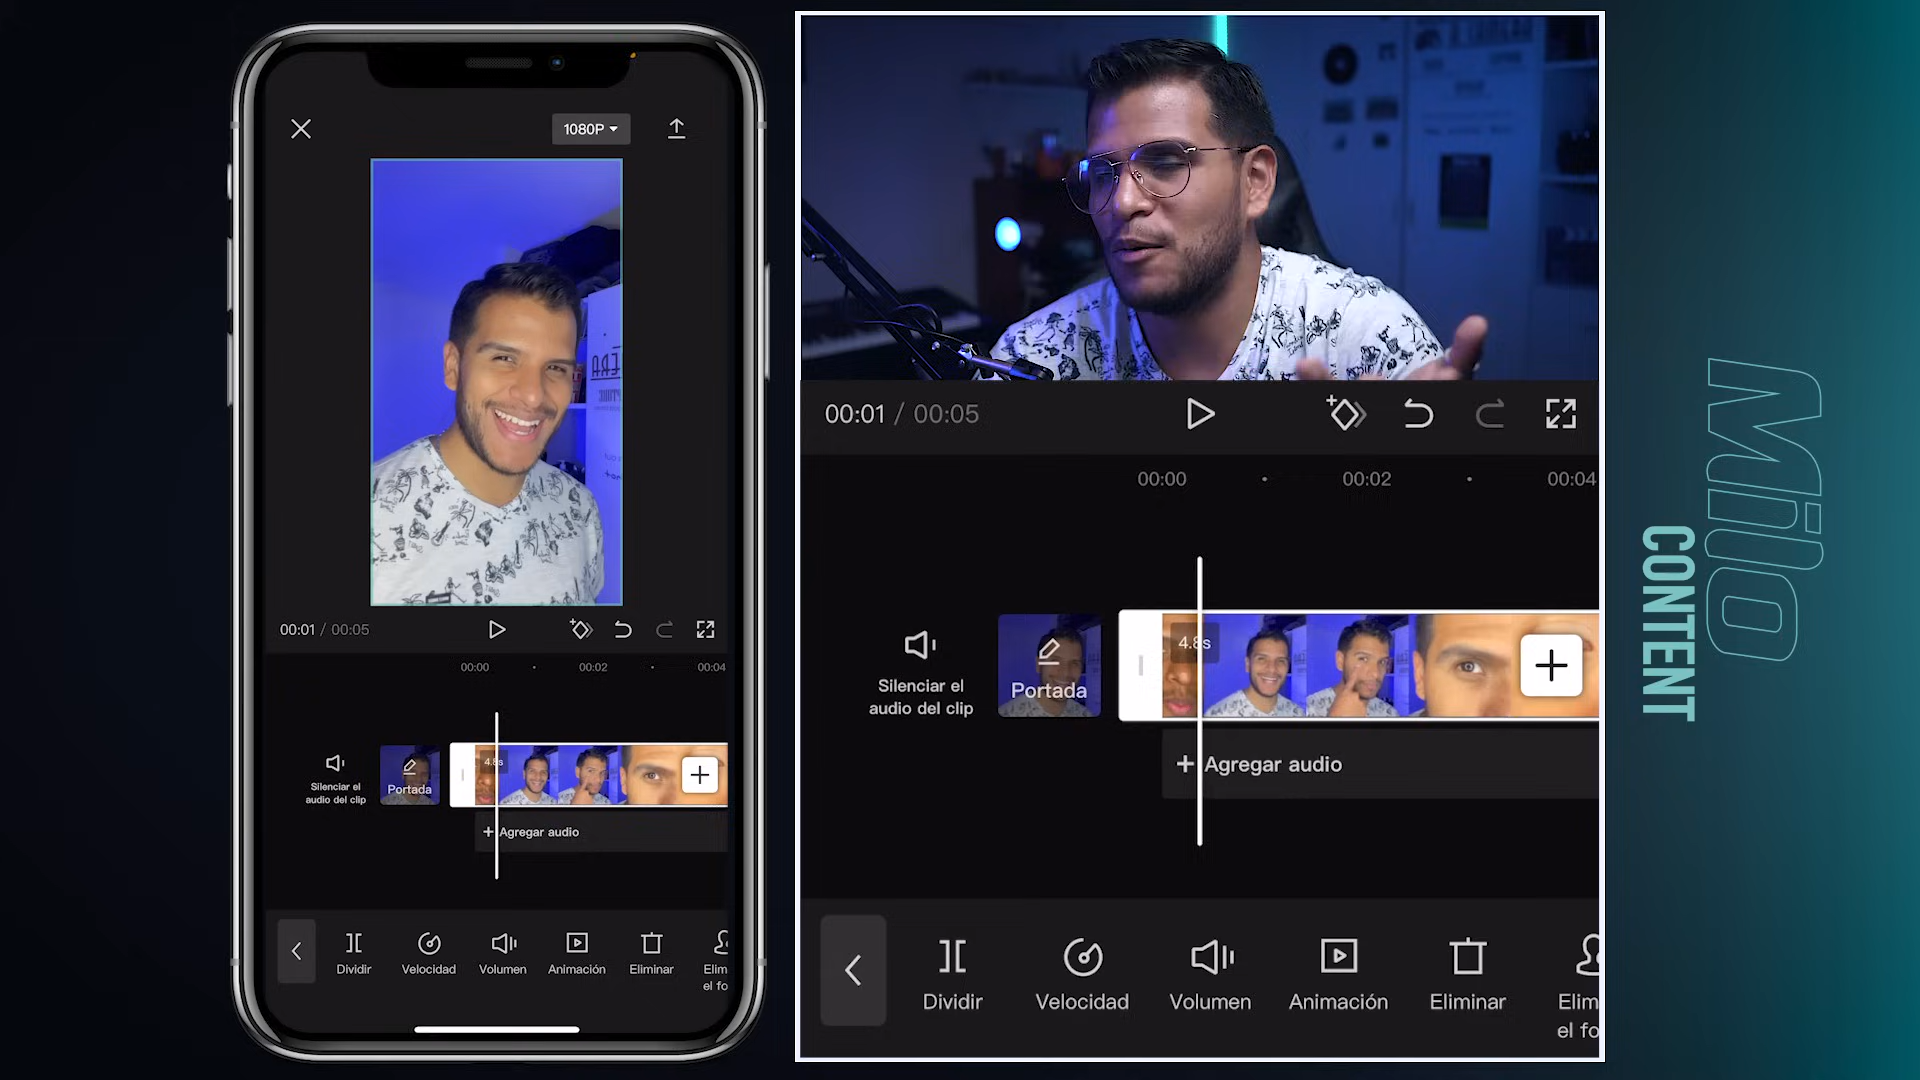 1080P
00:01 / 00:05
00:00
00:02
00:04
4.8s
Silenciar el
audio del clip
Portada
+ Agregar audio
Dividir
Velocidad
Volumen
Animación
Eliminar
Elim
el fo
00:01 / 00:05
00:00
00:02
00:04
4.8s
Silenciar el
audio del clip
Portada
+ Agregar audio
Dividir
Velocidad
Volumen
Animación
Eliminar
Elim
el fo
Milo
CONTENT